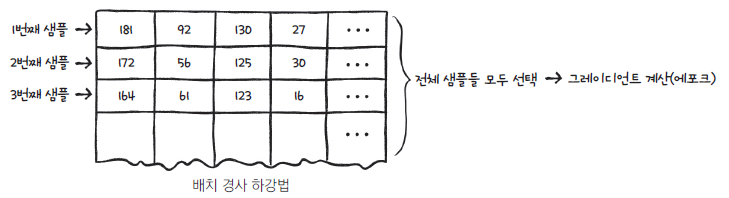 1번째 샘플 → 181 92 130 27 ...
2번째 샘플 → 172 56 125 30 ...
3번째 샘플 → 164 61 123 16 ...
전체 샘플들 모두 선택 → 그레이디언트 계산(에포크)
...
배치 경사 하강법